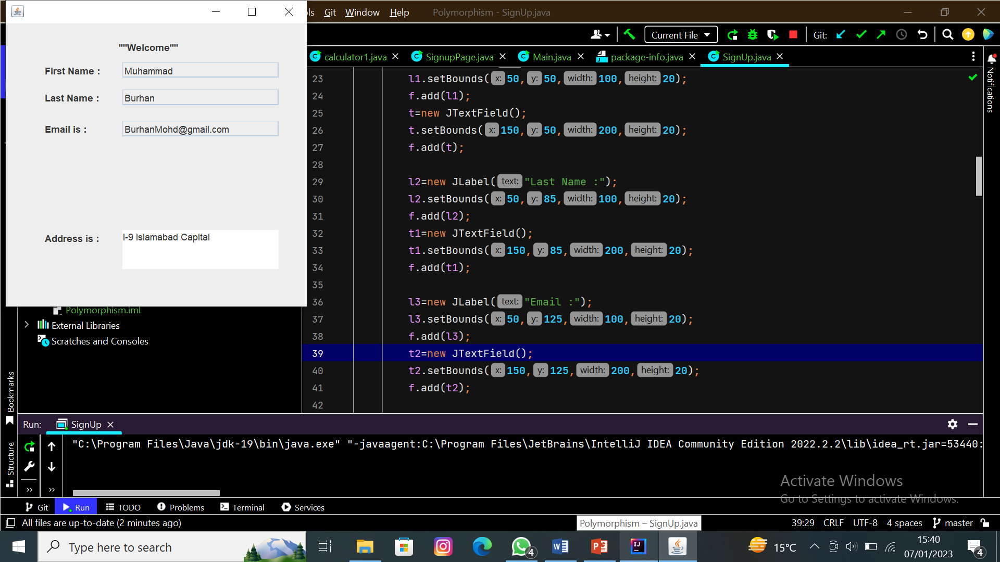 ls Git Window Help Polymorphism - SignUp.java
Current File Git:
calculator1.java SignupPage.java Main.java package-info.java SignUp.java
""Welcome""
First Name : Muhammad
Last Name : Burhan
Email is : BurhanMohd@gmail.com
Address is : I-9 Islamabad Capital
23 l1.setBounds( x: 50, y: 50, width: 100, height: 20);
24 f.add(l1);
25 t=new JTextField();
26 t.setBounds( x: 150, y: 50, width: 200, height: 20);
27 f.add(t);
28
29 l2=new JLabel( text: "Last Name :");
30 l2.setBounds( x: 50, y: 85, width: 100, height: 20);
31 f.add(l2);
32 t1=new JTextField();
33 t1.setBounds( x: 150, y: 85, width: 200, height: 20);
34 f.add(t1);
35
36 l3=new JLabel( text: "Email :");
37 l3.setBounds( x: 50, y: 125, width: 100, height: 20);
38 f.add(l3);
39 t2=new JTextField();
40 t2.setBounds( x: 150, y: 125, width: 200, height: 20);
41 f.add(t2);
42
Notifications
Polymorphism.iml
External Libraries
Scratches and Consoles
Bookmarks
Structure
Run: SignUp
"C:\Program Files\Java\jdk-19\bin\java.exe" "-javaagent:C:\Program Files\JetBrains\IntelliJ IDEA Community Edition 2022.2.2\lib\idea_rt.jar=53440:
Activate Windows
Go to Settings to activate Windows.
Git Run TODO Problems Terminal Services
All files are up-to-date (2 minutes ago) Polymorphism – SignUp.java 39:29 CRLF UTF-8 4 spaces master
Type here to search 4 15°C 15:40
07/01/2023 4